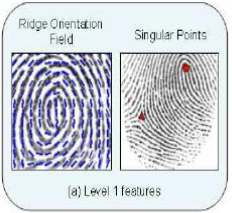 Ridge Orientation
Field
Singular Points
(a) Level 1 features